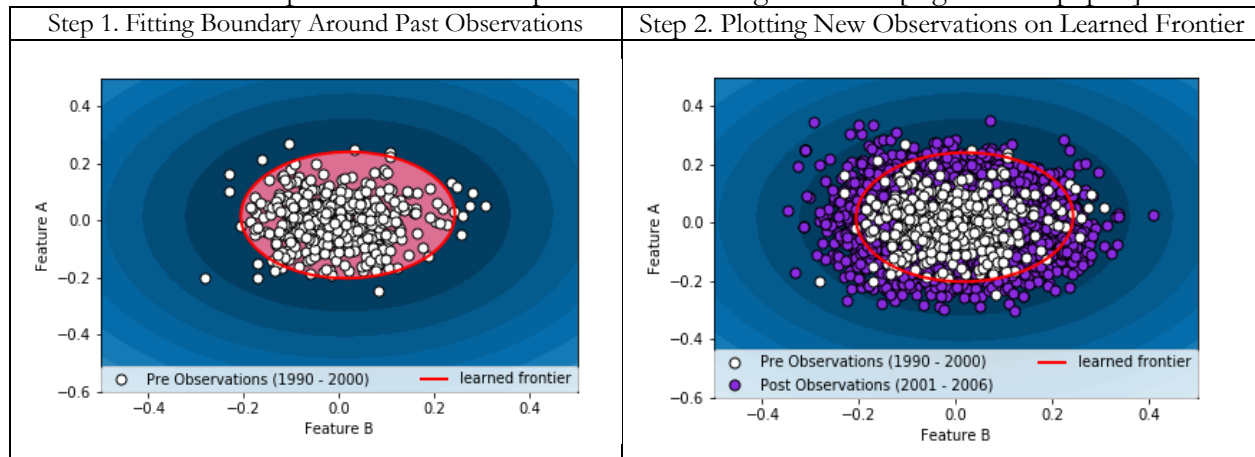 Step 1. Fitting Boundary Around Past Observations
Step 2. Plotting New Observations on Learned Frontier
0.4
0.2
0.0
−0.2
−0.4
−0.6
Feature A
−0.4
−0.2
0.0
0.2
0.4
Feature B
Pre Observations (1990 - 2000)
learned frontier
0.4
0.2
0.0
−0.2
−0.4
−0.6
Feature A
−0.4
−0.2
0.0
0.2
0.4
Feature B
Pre Observations (1990 - 2000)
learned frontier
Post Observations (2001 - 2006)